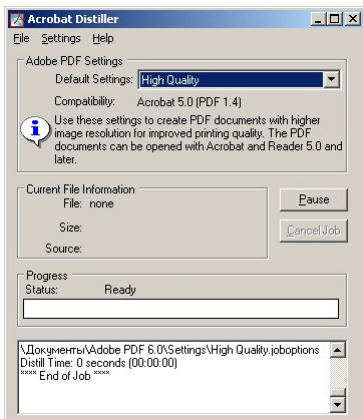 Acrobat Distiller
File Settings Help
Adobe PDF Settings
Default Settings: High Quality
Compatibility: Acrobat 5.0 (PDF 1.4)
Use these settings to create PDF documents with higher
image resolution for improved printing quality. The PDF
documents can be opened with Acrobat and Reader 5.0 and
later.
Current File Information
File: none
Size:
Source:
Pause
Cancel Job
Progress
Status: Ready
\Документы\Adobe PDF 6.0\Settings\High Quality.joboptions
Distill Time: 0 seconds (00:00:00)
**** End of Job ****